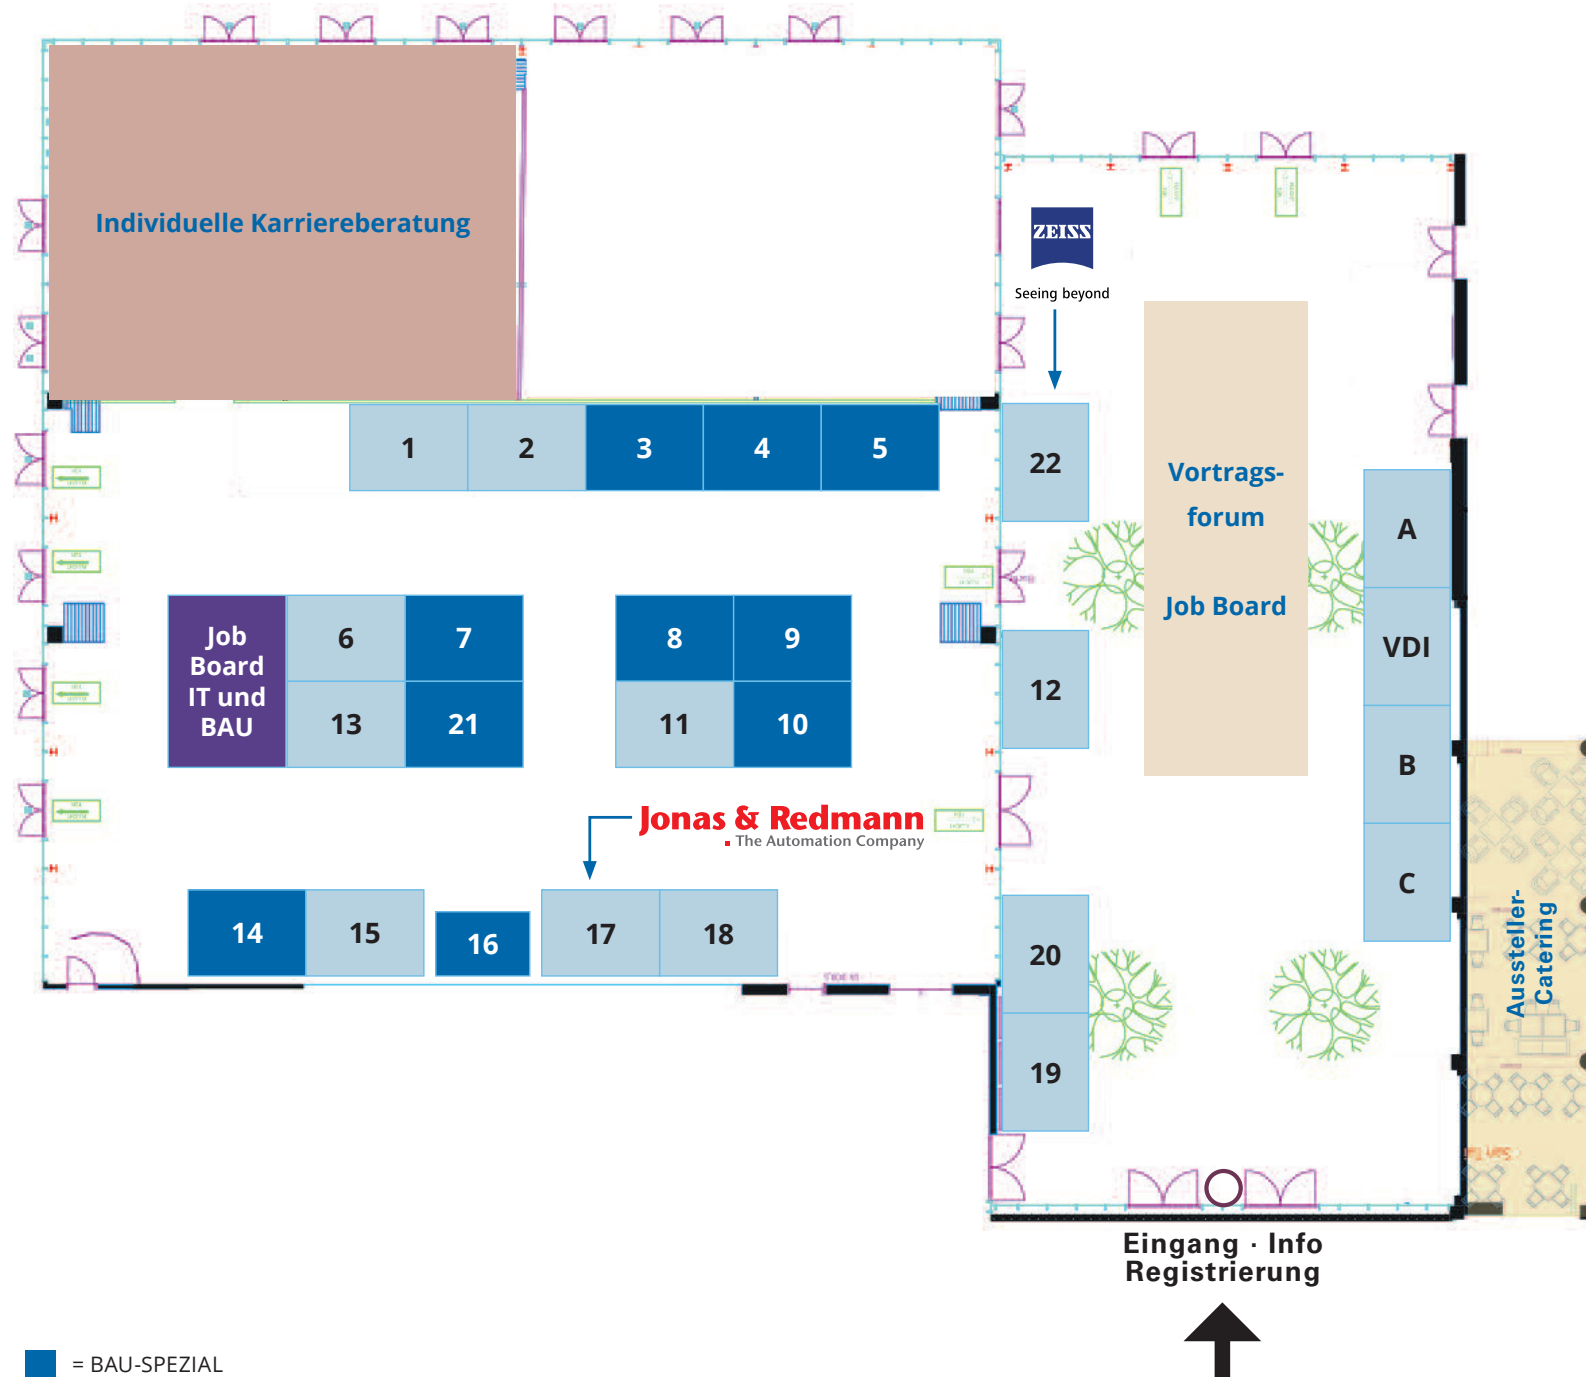 Individuelle Karriereberatung
ZEISS
Seeing beyond
1
2
3
4
5
22
Vortrags-
forum
Job Board
A
VDI
B
C
Job
Board
IT und
BAU
6
7
13
21
8
9
11
10
12
Jonas & Redmann
The Automation Company
14
15
16
17
18
20
19
Aussteller-
Catering
Eingang · Info
Registrierung
= BAU-SPEZIAL